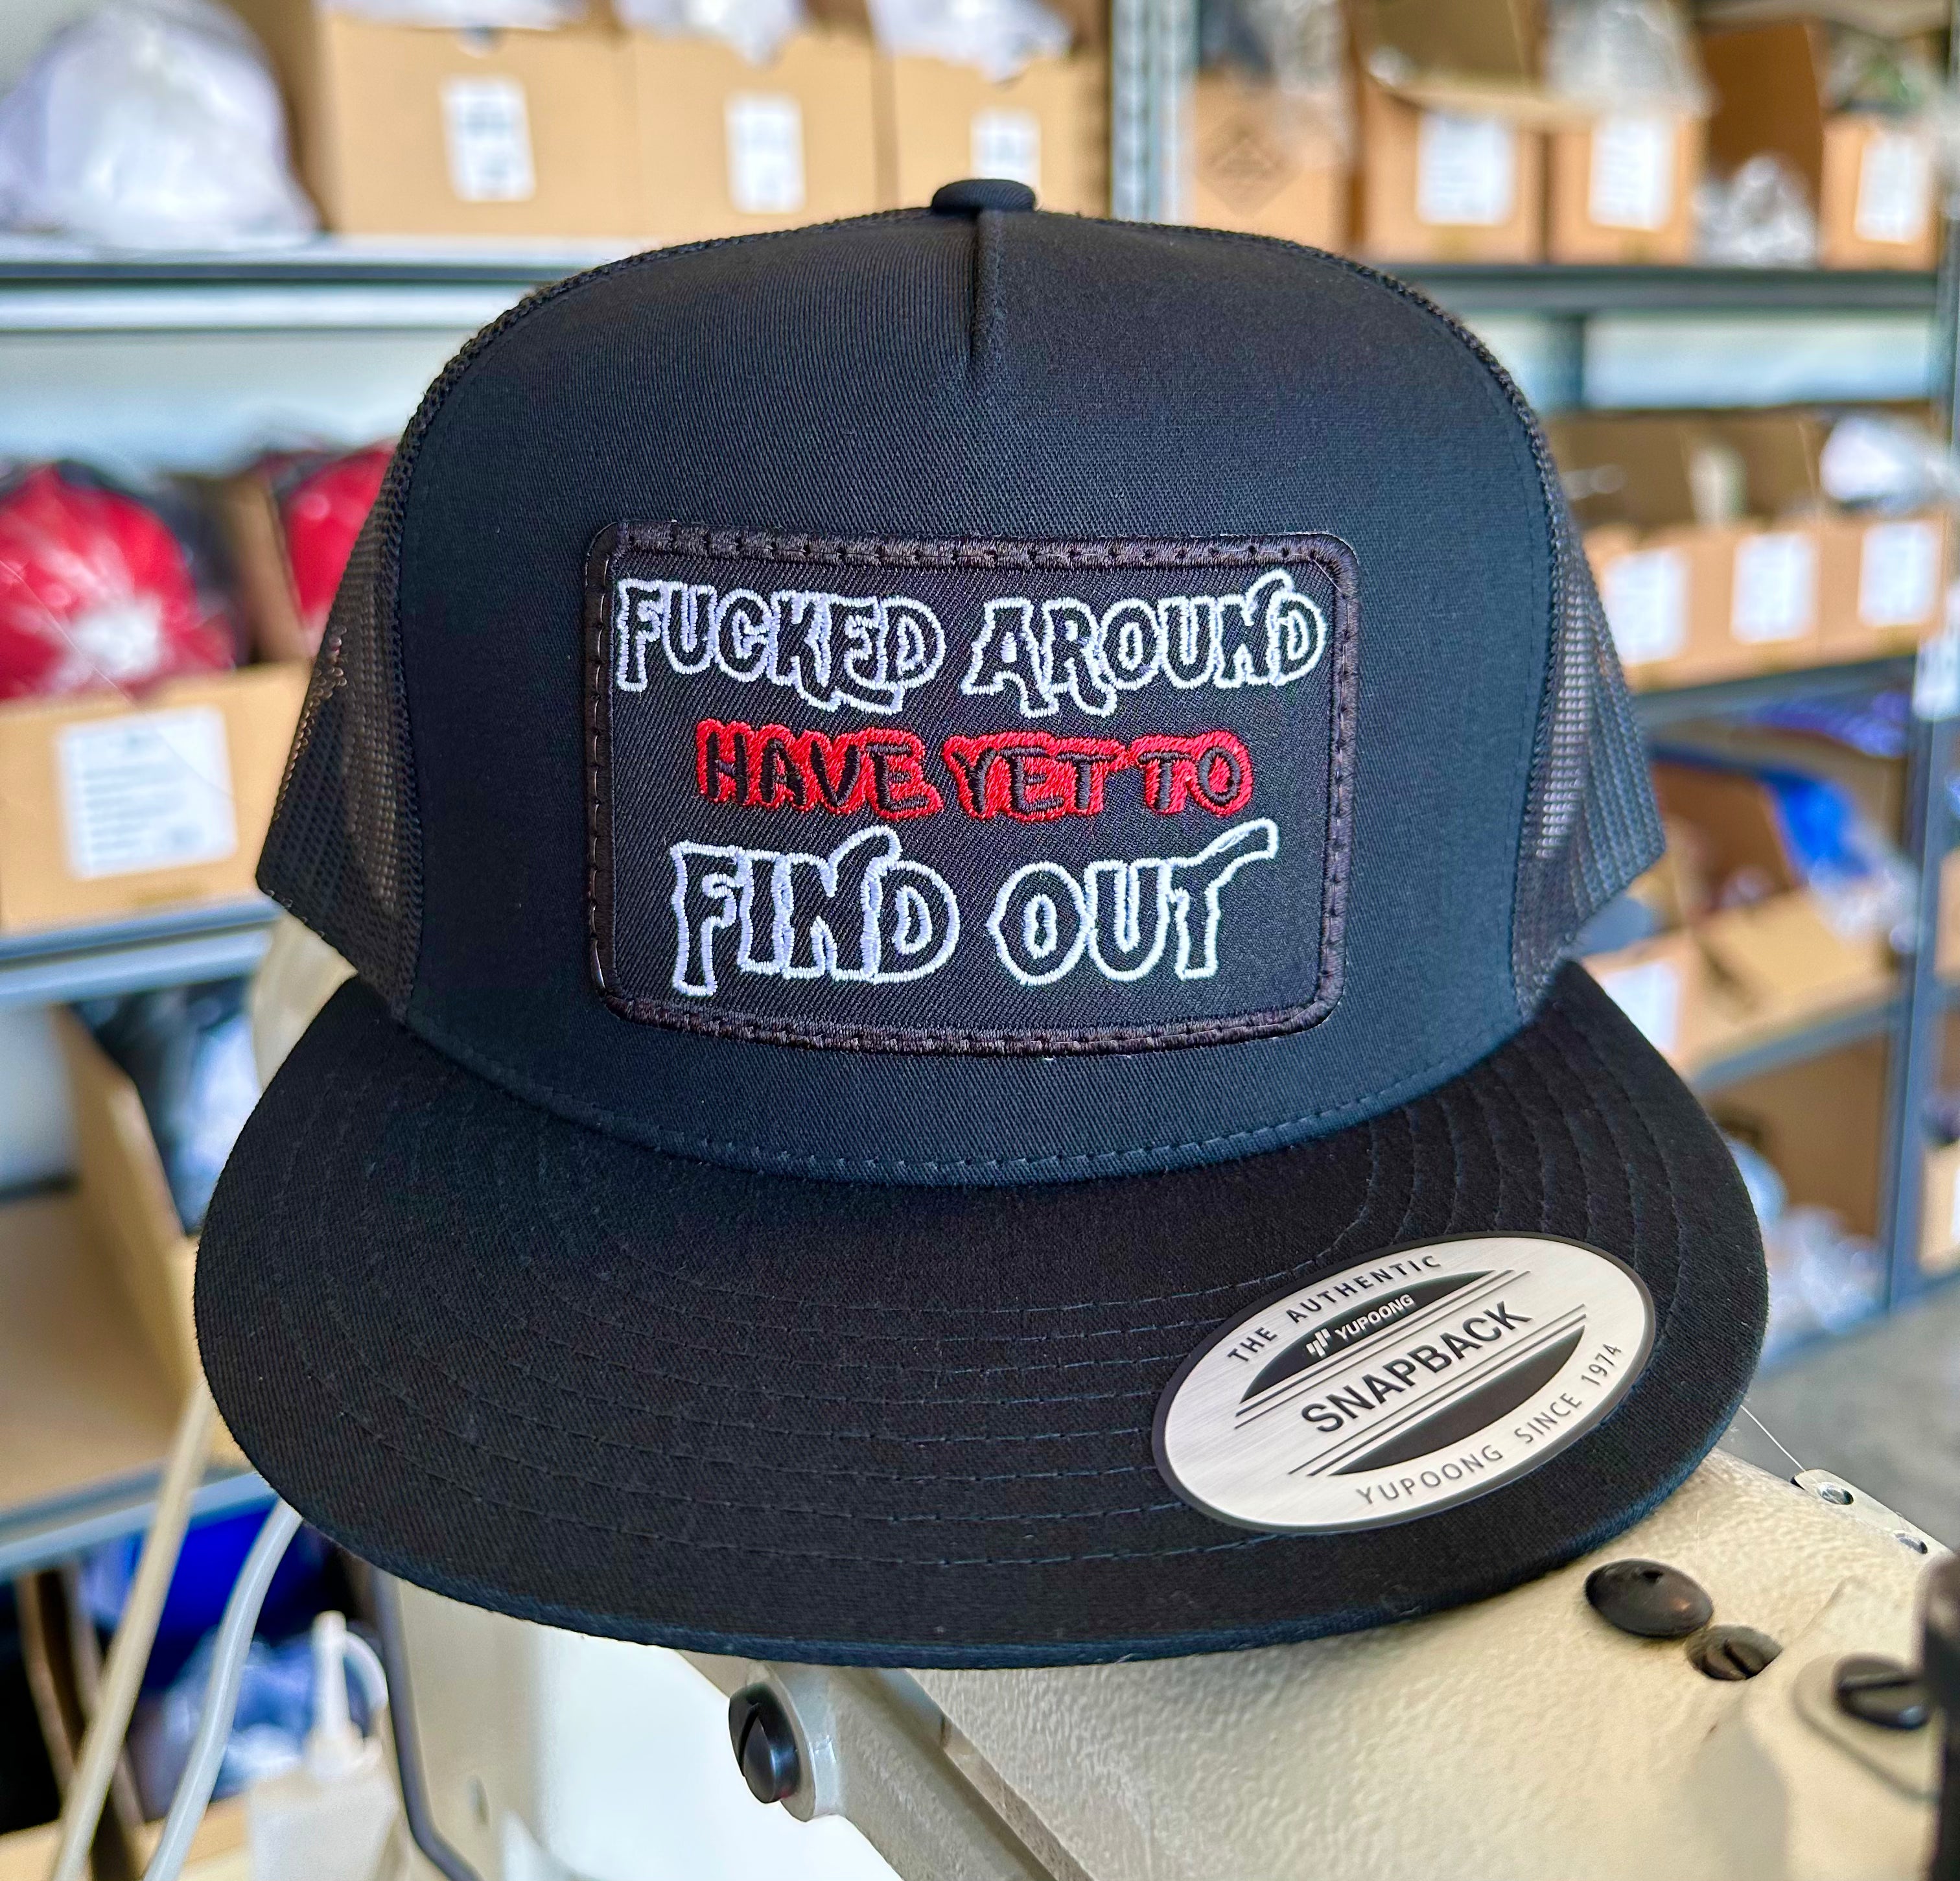 FUCKED AROUND
HAVE YET TO
FIND OUT
THE AUTHENTIC
YUPOONG
SNAPBACK
YUPOONG SINCE 1974